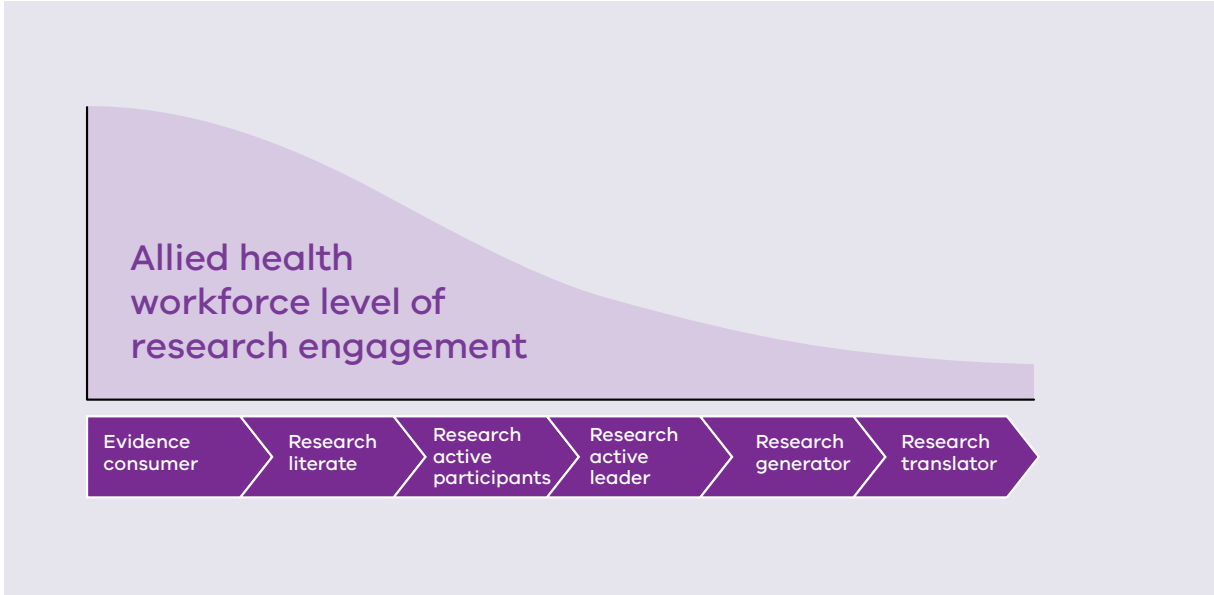 Allied health
workforce level of
research engagement
Evidence
consumer
Research
literate
Research
active
participants
Research
active
leader
Research
generator
Research
translator